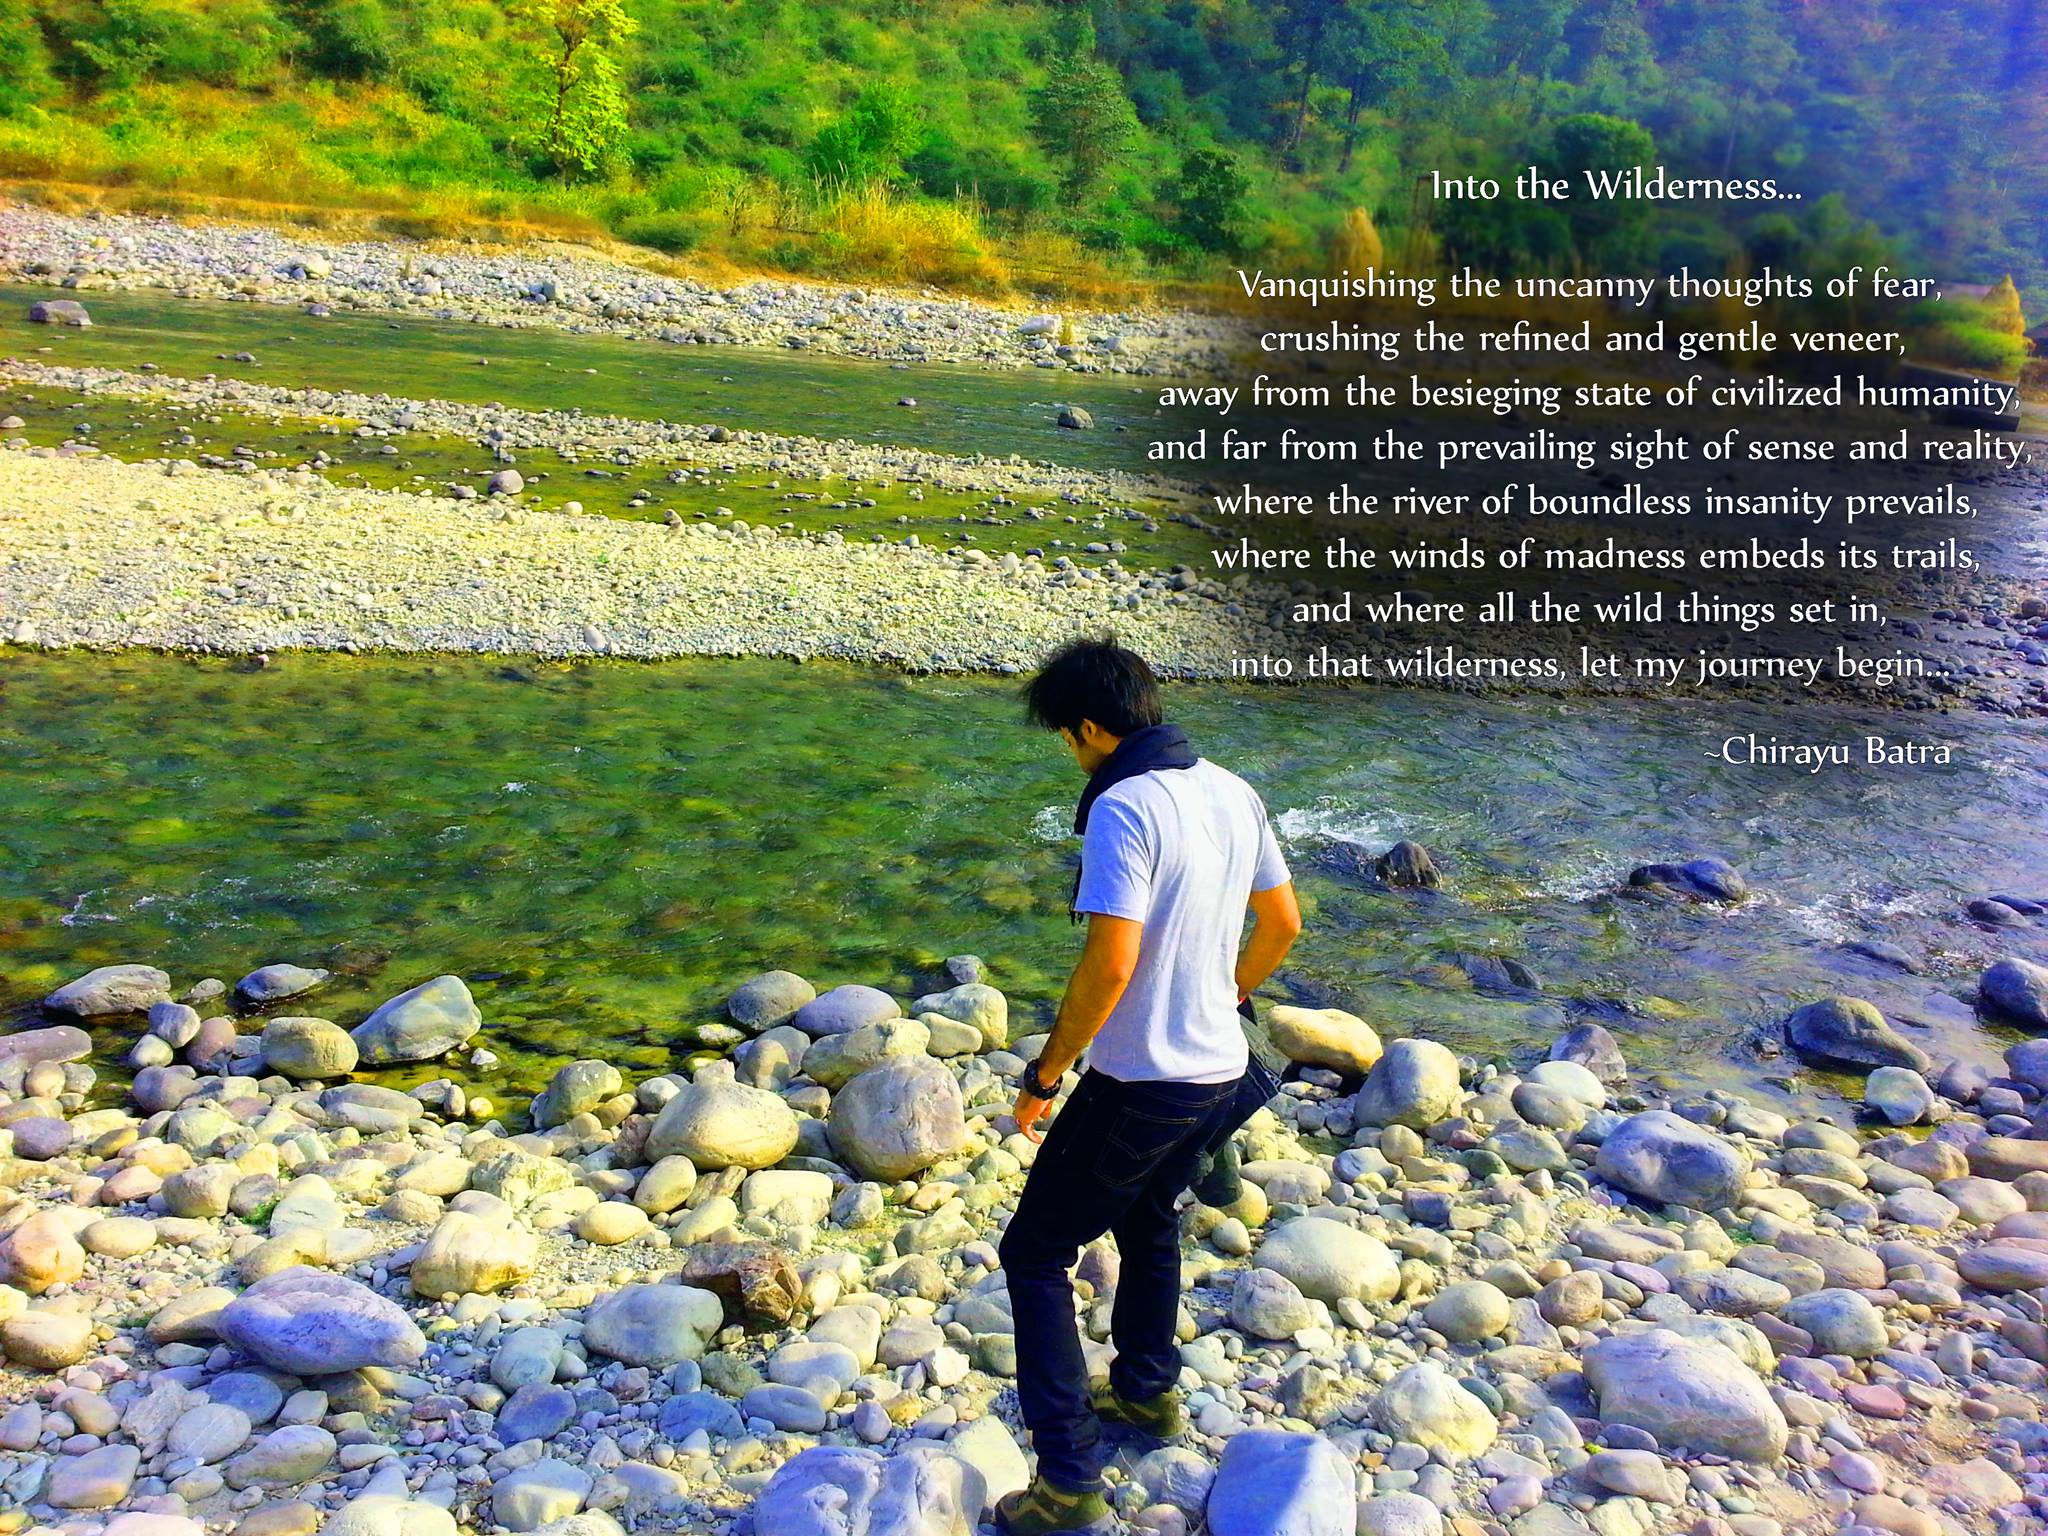 Into the Wilderness...
Vanquishing the uncanny thoughts of fear,
crushing the refined and gentle veneer,
away from the besieging state of civilized humanity,
and far from the prevailing sight of sense and reality,
where the river of boundless insanity prevails,
where the winds of madness embeds its trails,
and where all the wild things set in,
into that wilderness, let my journey begin...
~Chirayu Batra